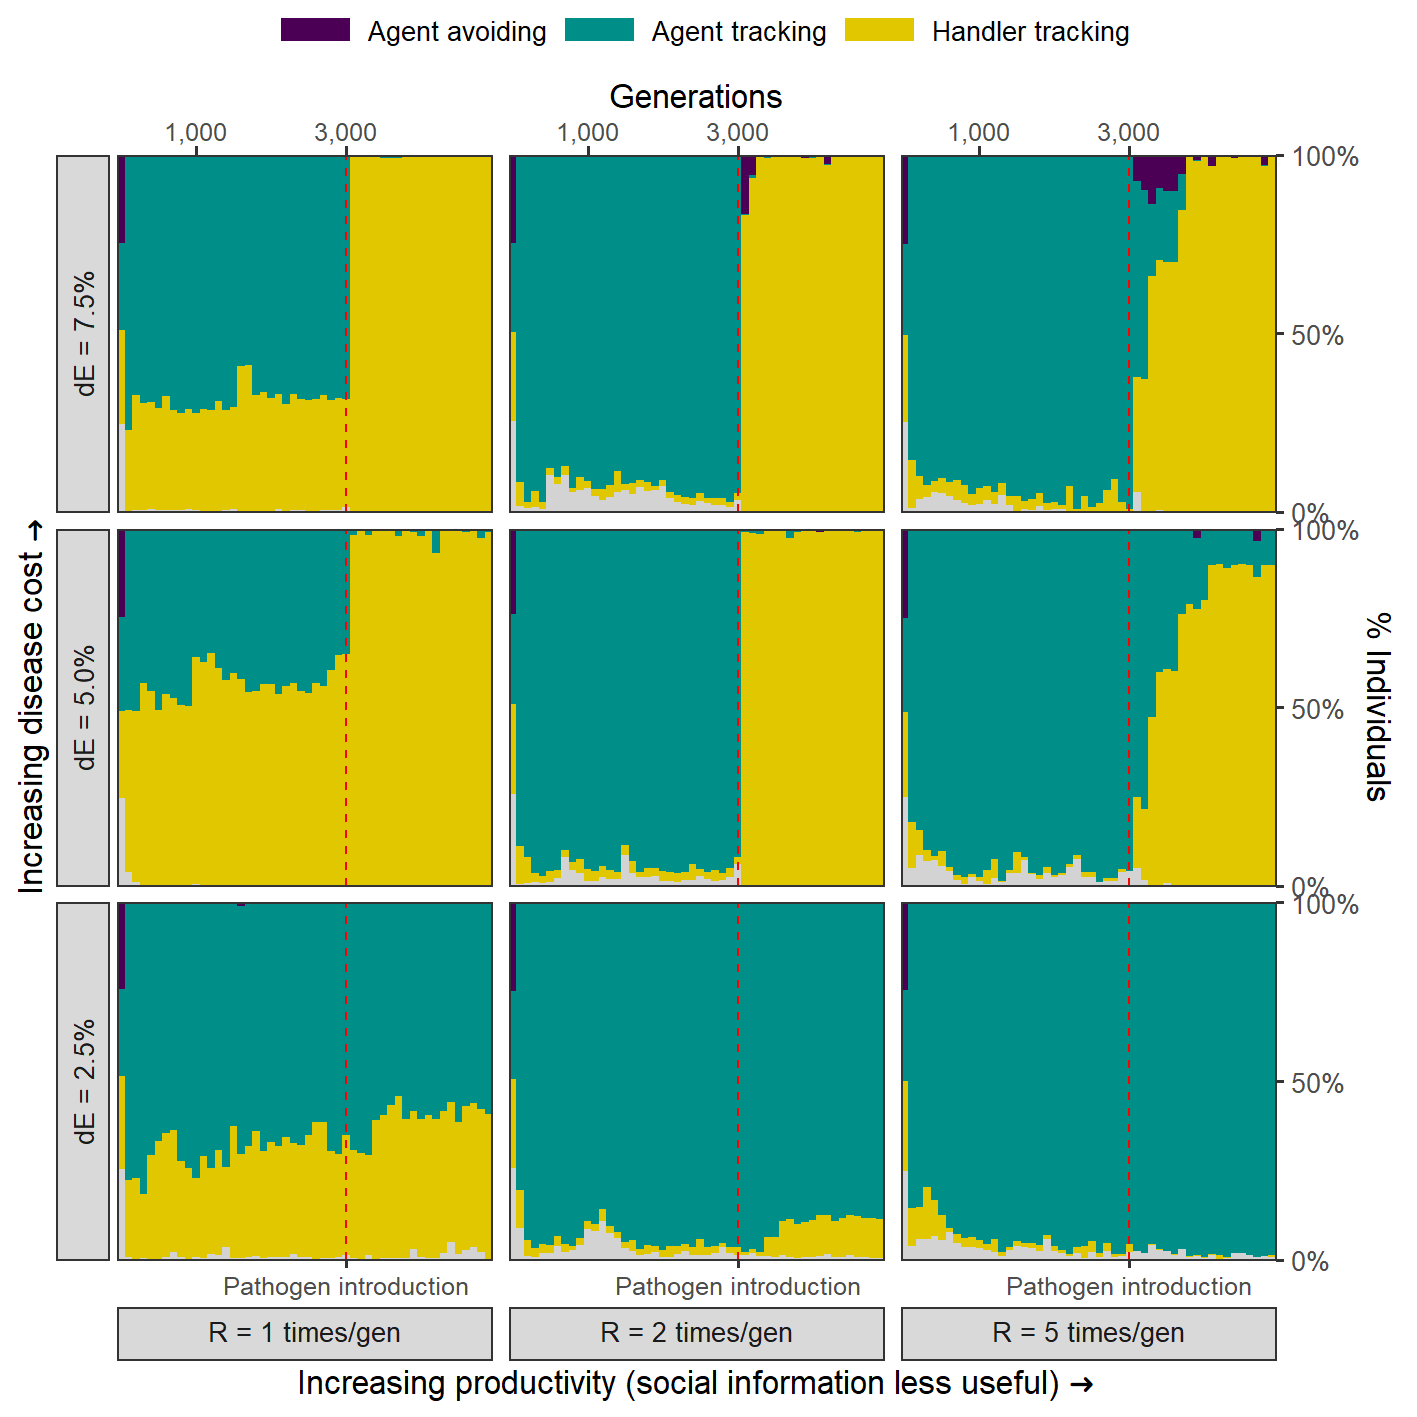 Agent avoiding Agent tracking Handler tracking
Generations
1,000 3,000 1,000 3,000 1,000 3,000
Increasing disease cost →
dE = 7.5%
100%
50%
0%
dE = 5.0%
100%
50%
0%
dE = 2.5%
100%
50%
0%
% Individuals
Pathogen introduction Pathogen introduction Pathogen introduction
R = 1 times/gen R = 2 times/gen R = 5 times/gen
Increasing productivity (social information less useful) →